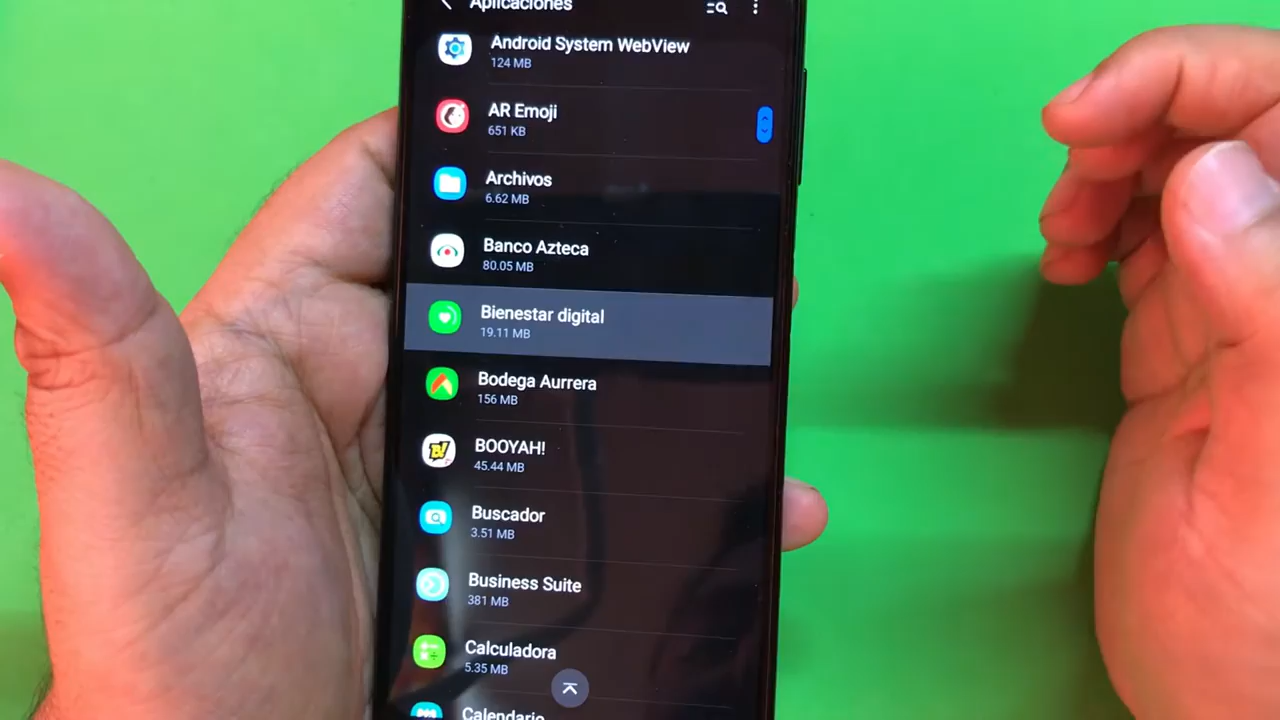 Aplicaciones
Android System WebView
124 MB
AR Emoji
651 KB
Archivos
6.62 MB
Banco Azteca
80.05 MB
Bienestar digital
19.11 MB
Bodega Aurrera
156 MB
BOOYAH!
45.44 MB
Buscador
3.51 MB
Business Suite
381 MB
Calculadora
5.35 MB
Calendario